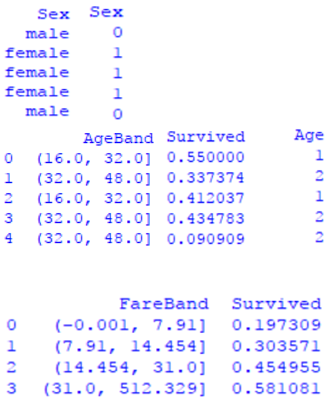 Sex Sex
male 0
female 1
female 1
female 1
male 0
AgeBand Survived Age
0 (16.0, 32.0] 0.550000 1
1 (32.0, 48.0] 0.337374 2
2 (16.0, 32.0] 0.412037 1
3 (32.0, 48.0] 0.434783 2
4 (32.0, 48.0] 0.090909 2
FareBand Survived
0 (-0.001, 7.91] 0.197309
1 (7.91, 14.454] 0.303571
2 (14.454, 31.0] 0.454955
3 (31.0, 512.329] 0.581081